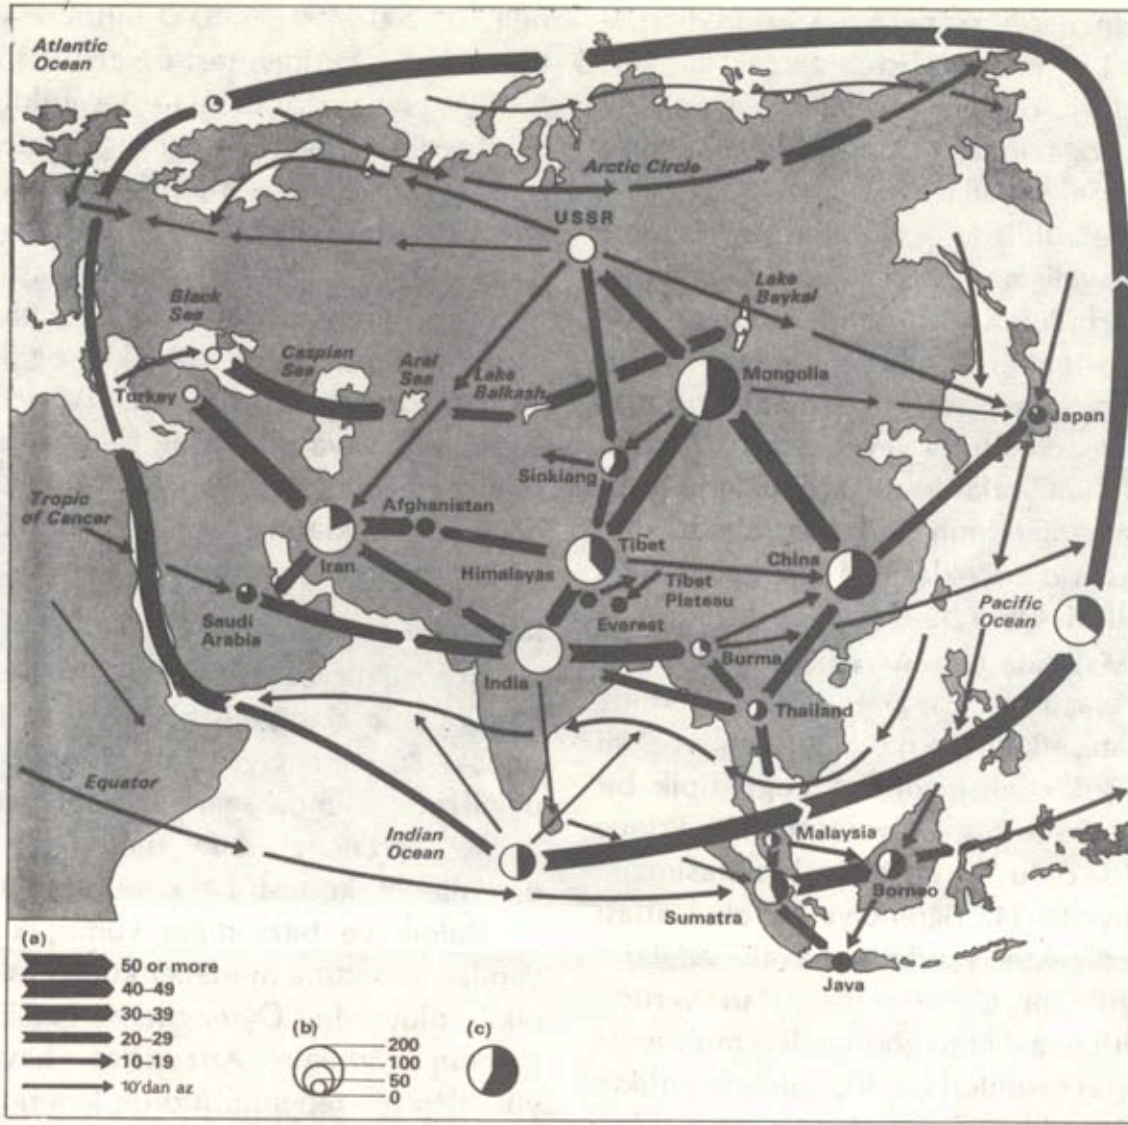 Atlantic
Ocean
Arctic Circle
USSR
Lake
Baykal
Black
Sea
Caspian
Sea
Aral
Sea
Lake
Balkash
Mongolia
Turkey
Japan
Sinkiang
Tropic
of Cancer
Afghanistan
Iran
Tibet
Himalayas
China
Tibet
Plateau
Pacific
Ocean
Saudi
Arabia
Everest
Burma
India
Thailand
Equator
Indian
Ocean
Malaysia
Borneo
Sumatra
Java
(a)
50 or more
40–49
30–39
20–29
10–19
10'dan az
(b)
200
100
50
0
(c)